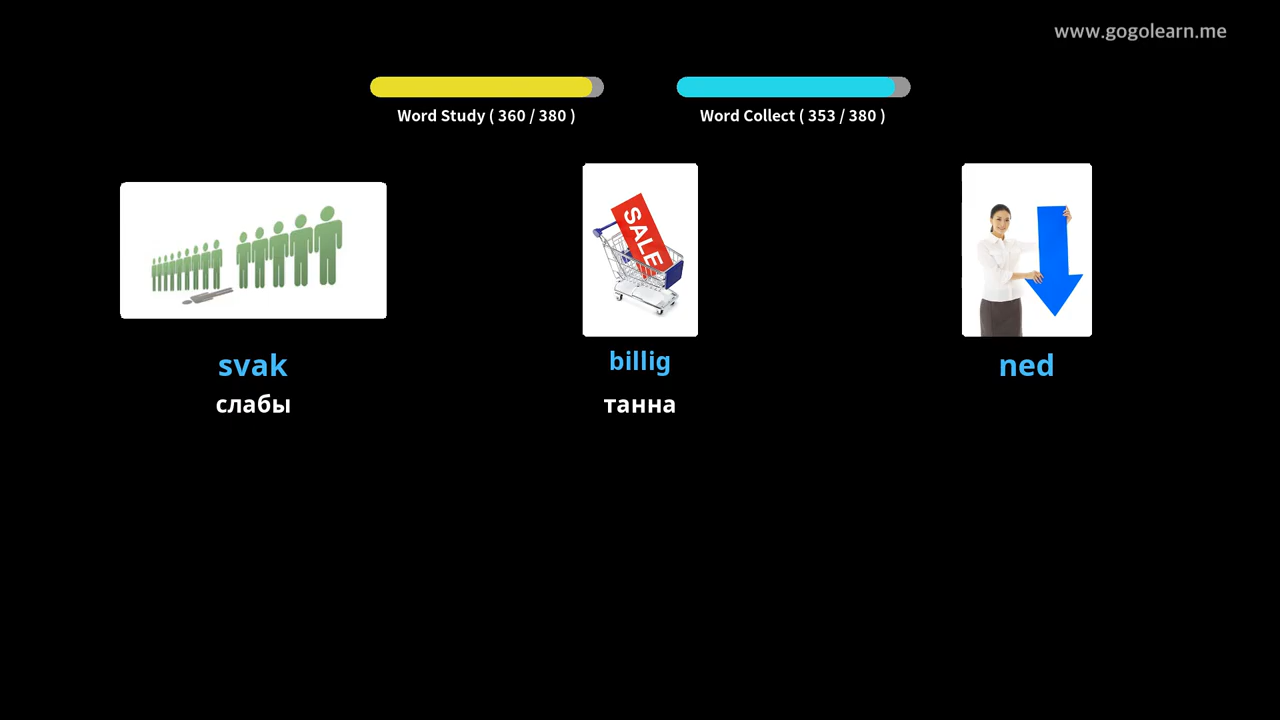 www.gogolearn.me
Word Study ( 360 / 380 )
Word Collect ( 353 / 380 )
SALE
svak
billig
ned
слабы
танна